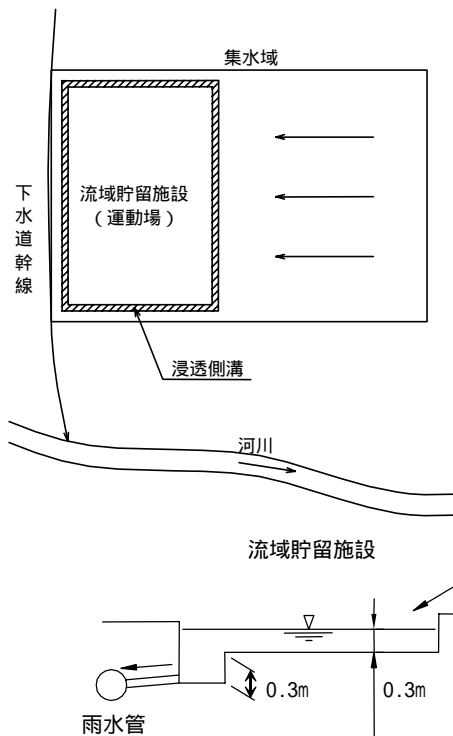 集水域
下水道幹線
流域貯留施設
（運動場）
浸透側溝
河川
流域貯留施設
0.3m
0.3m
雨水管